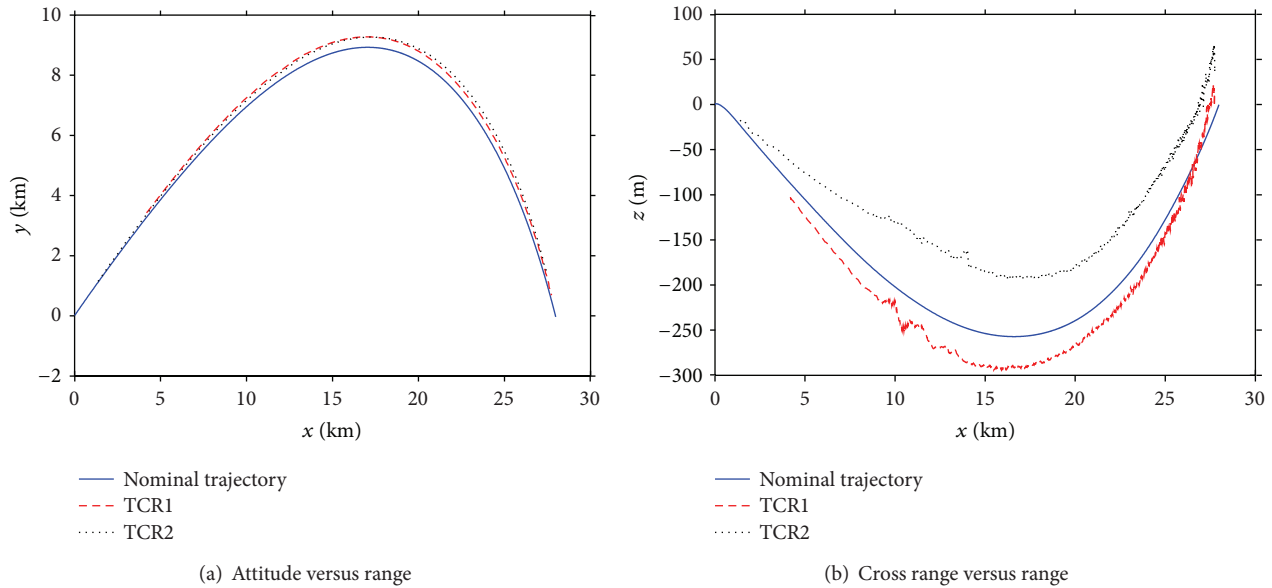 10
8
6
4
2
0
−2
y (km)
0 5 10 15 20 25 30
x (km)
Nominal trajectory
TCR1
TCR2
(a) Attitude versus range
100
50
0
−50
−100
−150
−200
−250
−300
z (m)
0 5 10 15 20 25 30
x (km)
Nominal trajectory
TCR1
TCR2
(b) Cross range versus range